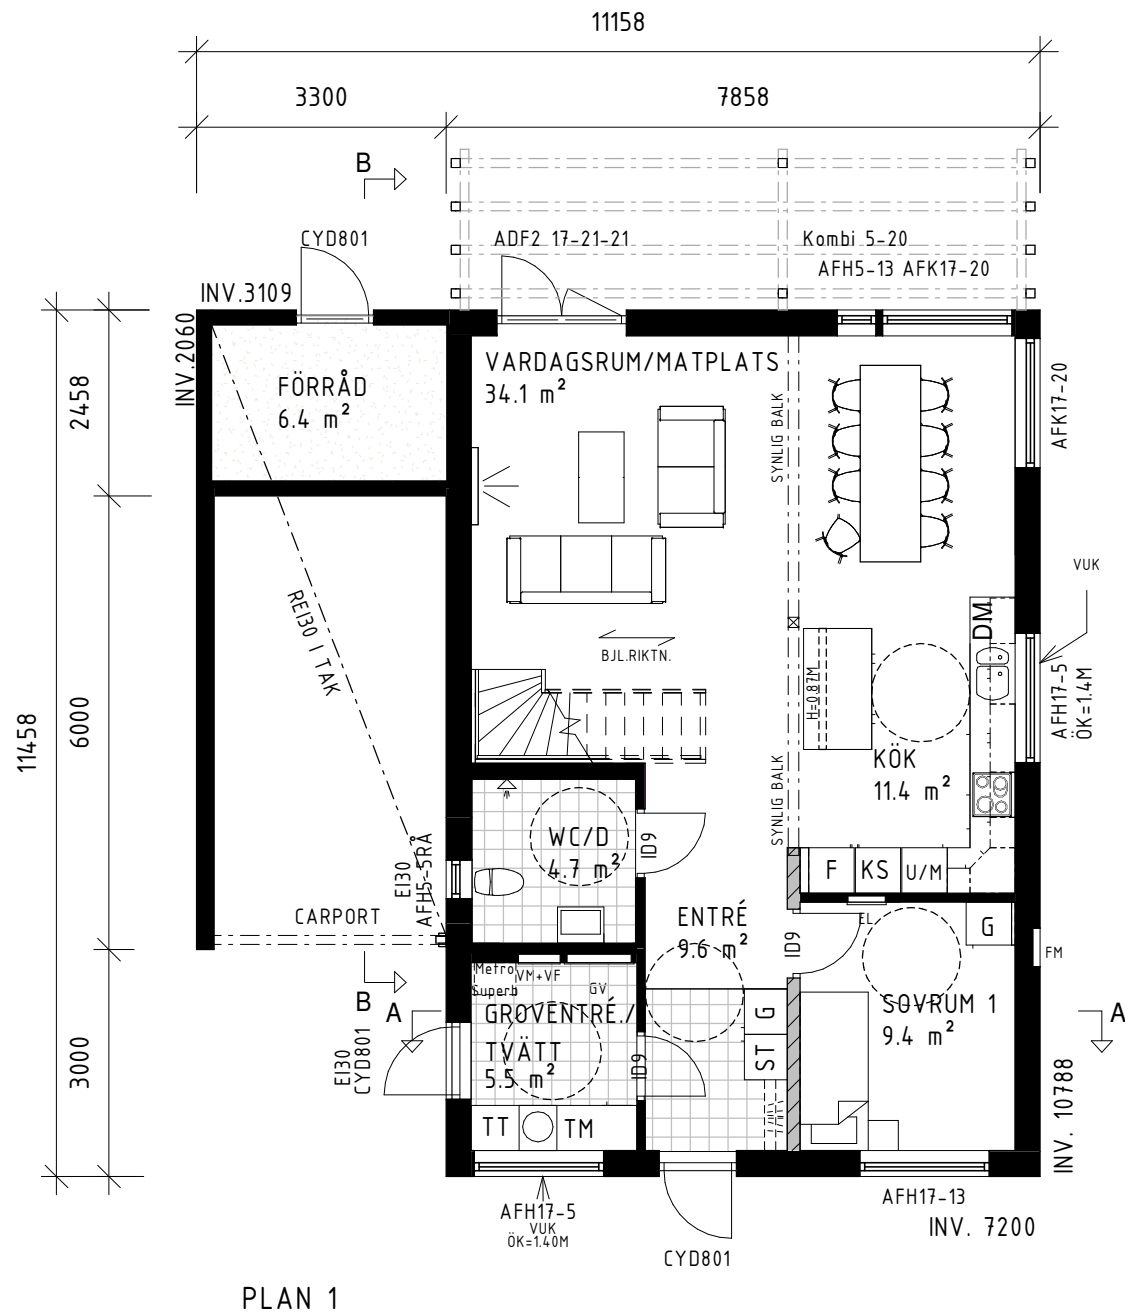 11158
3300
7858
B
CYD801
ADF2 17-21-21
Kombi 5-20
AFH5-13 AFK17-20
INV.3109
INV.2060
FÖRRÅD
6.4 m²
VARDAGSRUM/MATPLATS
34.1 m²
SYNLIG BALK
AFK17-20
2458
6000
11458
3000
REI30 I TAK
BJL.RIKTN.
H=0.87M
DM
VUK
AFH17-5
ÖK=1.4M
KÖK
11.4 m²
SYNLIG BALK
WC/D
4.7 m²
ID9
EI30
AFH5-5RÅ
CARPORT
F
KS
U/M
EL
G
FM
ENTRÉ
9.6 m²
ID9
SOVRUM 1
9.4 m²
B
A
A
Metro
Superb
VM+VF
GV
GROVENTRÉ./
TVÄTT
5.5 m²
ID9
G
ST
EI30
CYD801
TT
TM
INV. 10788
AFH17-5
VUK
ÖK=1.40M
CYD801
AFH17-13
INV. 7200
PLAN 1